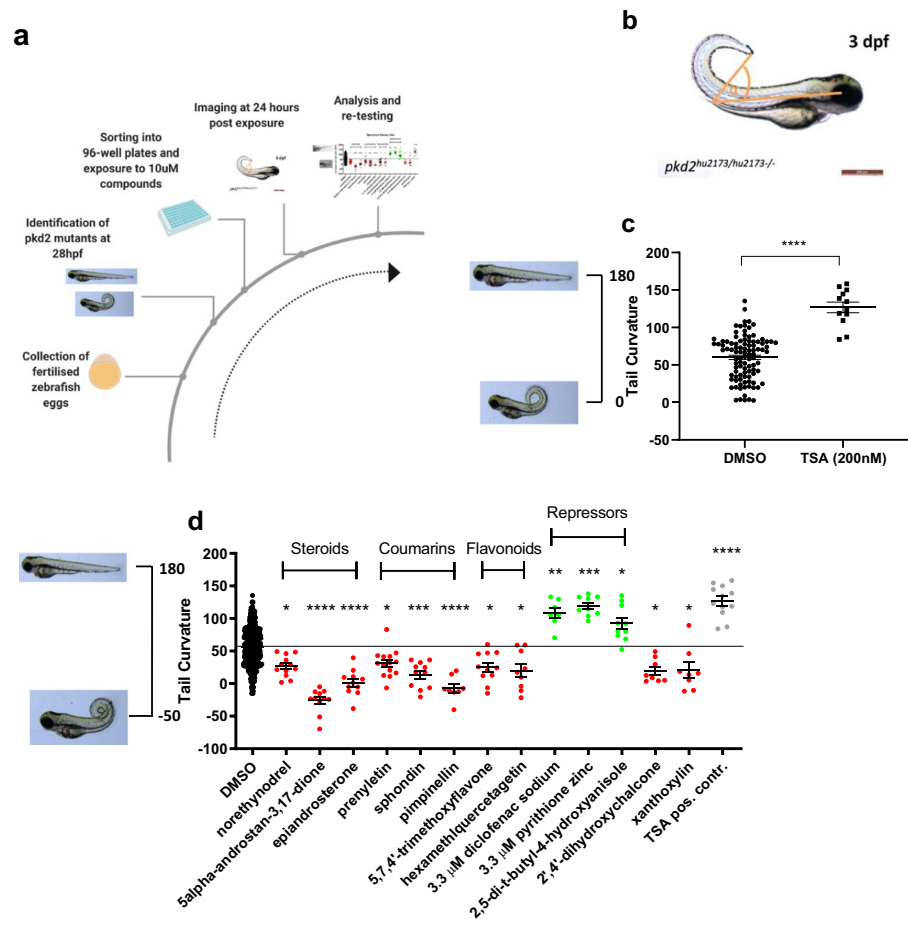 a
Imaging at 24 hours
post exposure
Analysis and
re-testing
Sorting into
96-well plates and
exposure to 10uM
compounds
3 dpf
Identification of
pkd2 mutants at
28hpf
Collection of
fertilised
zebrafish
eggs
b
3 dpf
α
pkd2hu2173/hu2173-/-
c
180
0
Tail Curvature
200
150
100
50
0
-50
****
DMSO
TSA (200nM)
d
180
-50
Tail Curvature
200
150
100
50
0
-50
-100
Steroids
Coumarins
Flavonoids
Repressors
* **** **** * *** **** * * ** *** * * * ****
DMSO
norethynodrel
5alpha-androstan-3,17-dione
epiandrosterone
prenyletin
sphondin
pimpinellin
5,7,4'-trimethoxyflavone
hexamethlquercetagetin
3.3 µM diclofenac sodium
3.3 µM pyrithione zinc
2,5-di-t-butyl-4-hydroxyanisole
2',4'-dihydroxychalcone
xanthoxylin
TSA pos. contr.